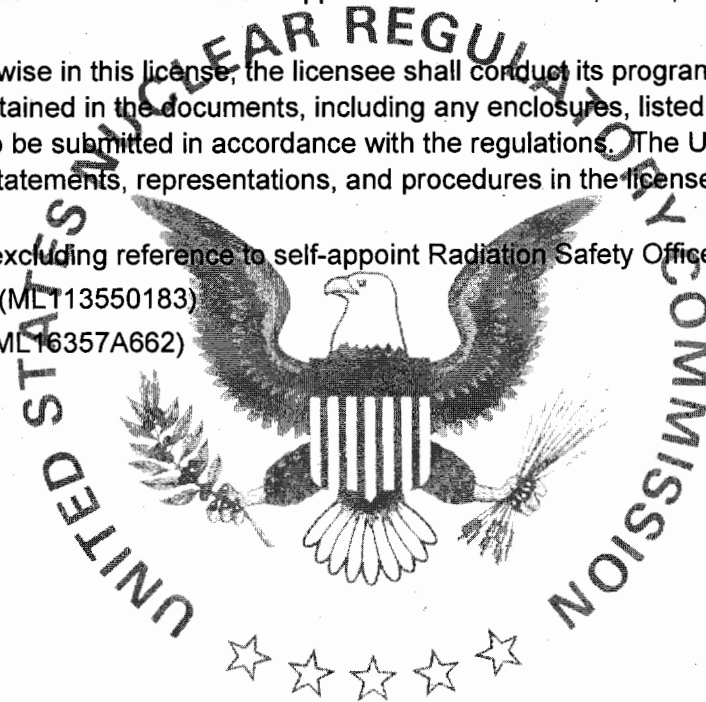 wise in this license, the licensee shall conduct its program
tained in the documents, including any enclosures, listed
o be submitted in accordance with the regulations. The U
tatements, representations, and procedures in the license
excluding reference to self-appoint Radiation Safety Office
(ML113550183)
ML16357A662)
UNITED STATES NUCLEAR REGULATORY COMMISSION